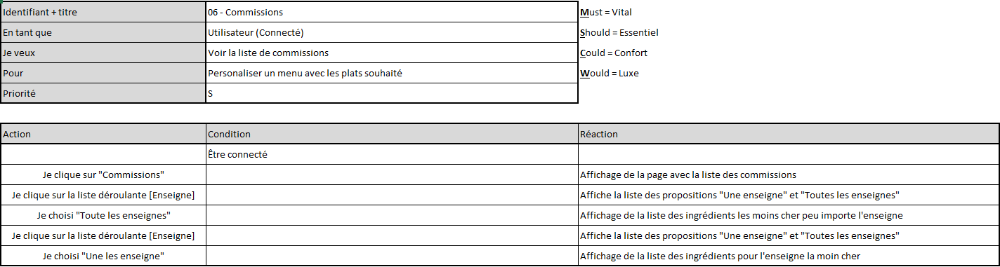 Identifiant + titre 06 - Commissions Must = Vital
En tant que Utilisateur (Connecté) Should = Essentiel
Je veux Voir la liste de commissions Could = Confort
Pour Personaliser un menu avec les plats souhaité Would = Luxe
Priorité S
Action Condition Réaction
Être connecté
Je clique sur "Commissions" Affichage de la page avec la liste des commissions
Je clique sur la liste déroulante [Enseigne] Affiche la liste des propositions "Une enseigne" et "Toutes les enseignes"
Je choisi "Toute les enseignes" Affichage de la liste des ingrédients les moins cher peu importe l'enseigne
Je clique sur la liste déroulante [Enseigne] Affiche la liste des propositions "Une enseigne" et "Toutes les enseignes"
Je choisi "Une les enseigne" Affichage de la liste des ingrédients pour l'enseigne la moin cher